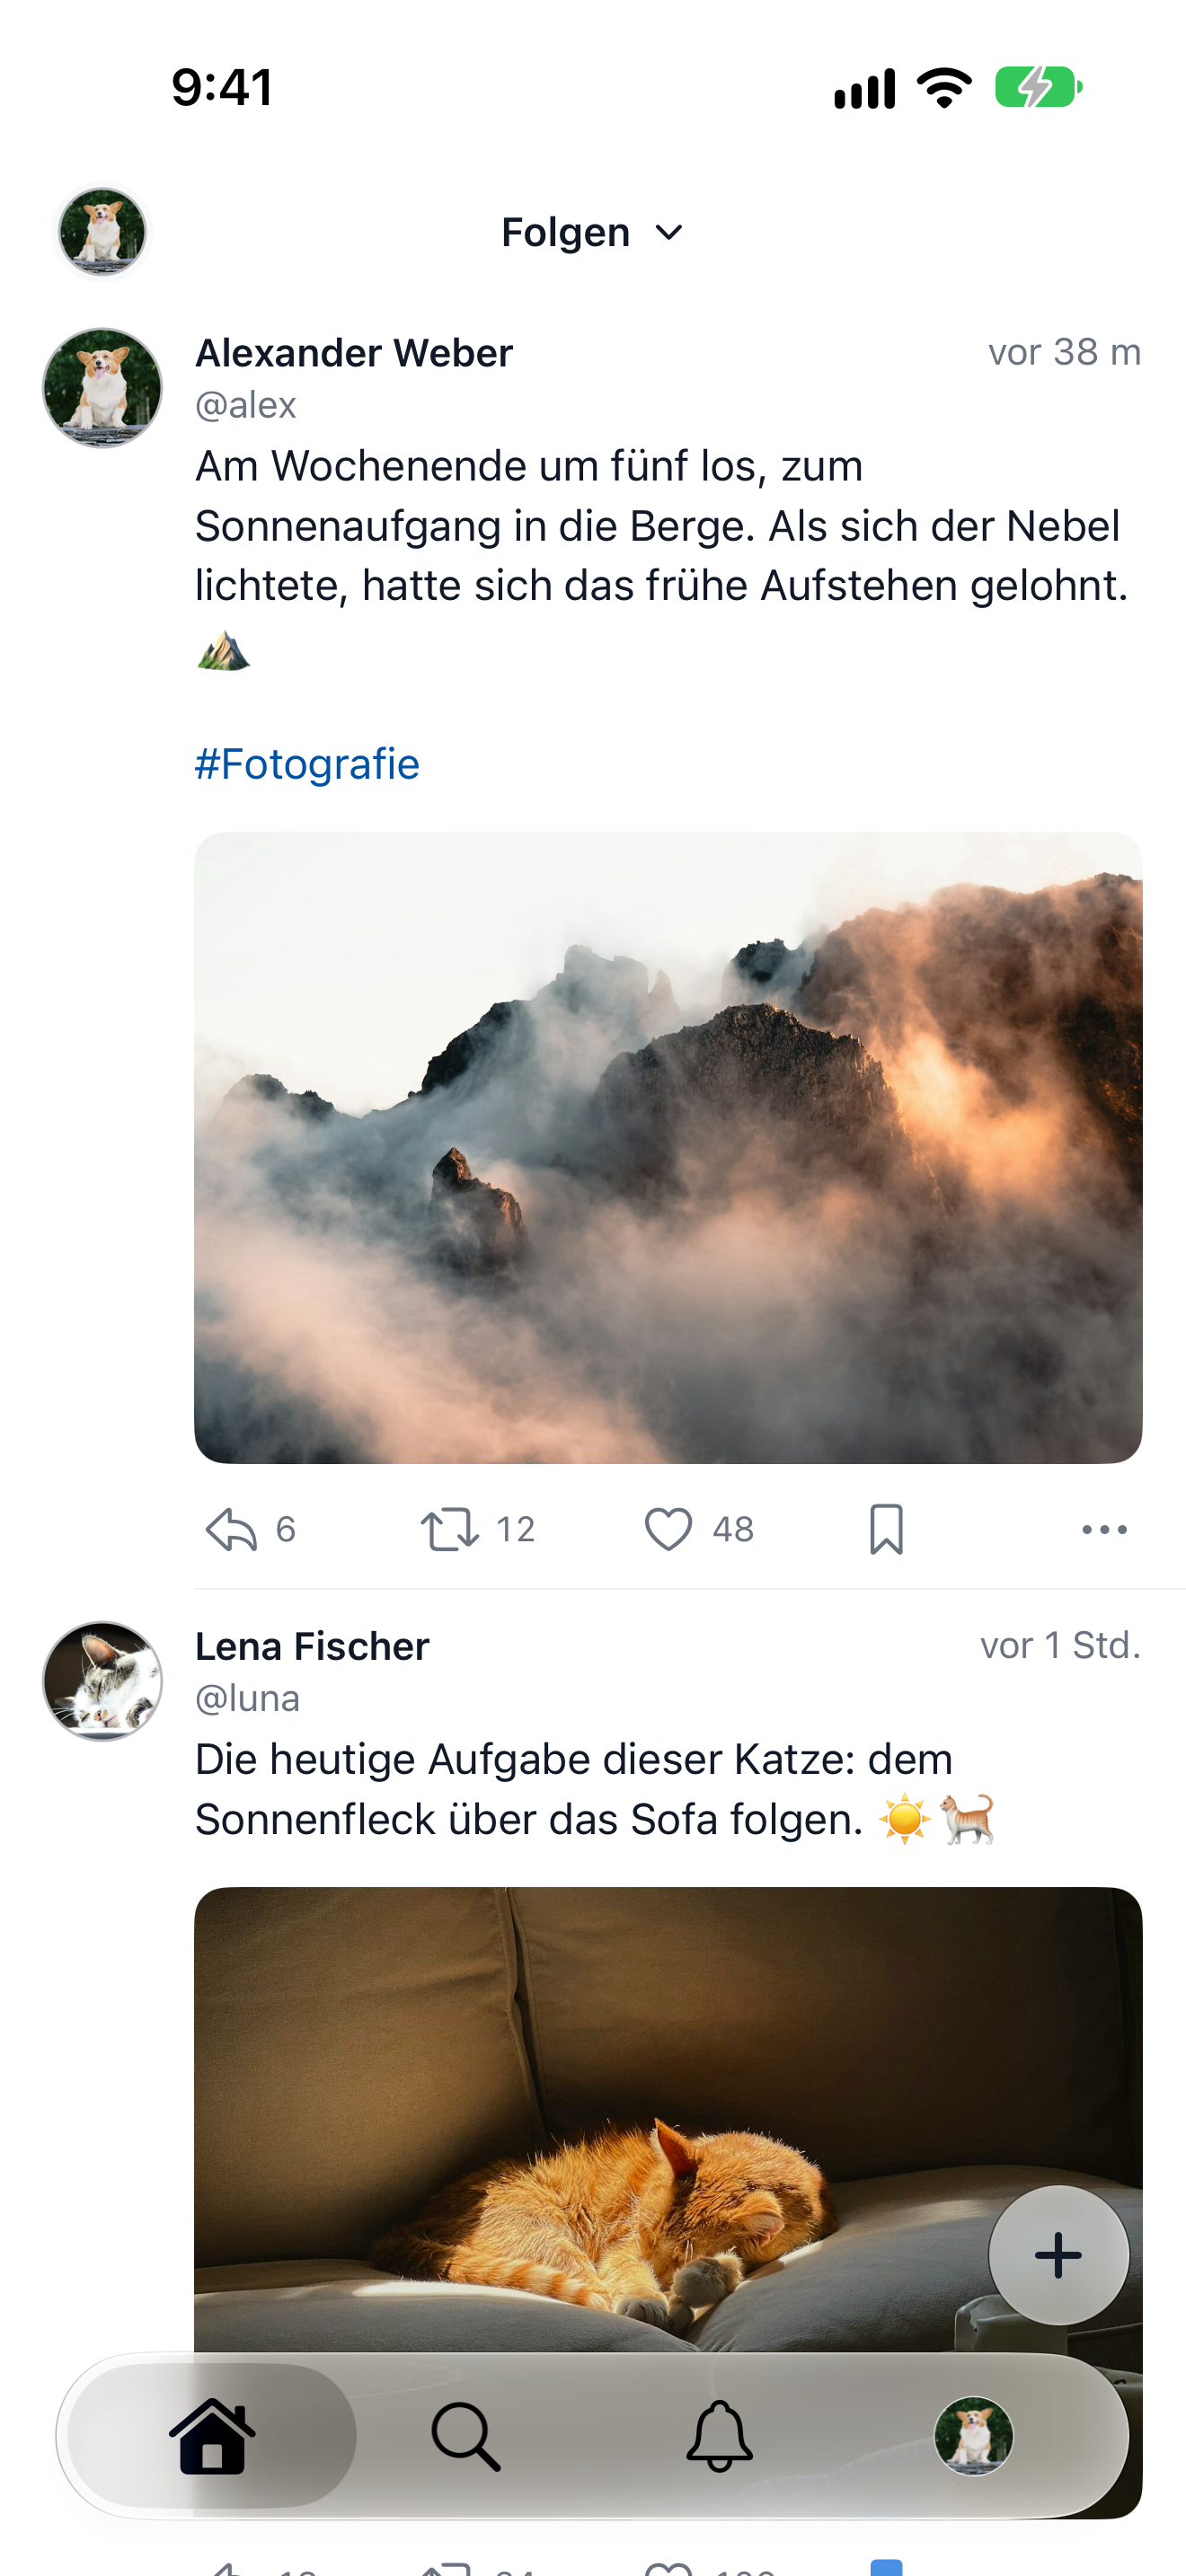 9:41
Folgen
Alexander Weber
vor 38 m
@alex
Am Wochenende um fünf los, zum
Sonnenaufgang in die Berge. Als sich der Nebel
lichtete, hatte sich das frühe Aufstehen gelohnt.
⛰️
#Fotografie
6 12 48
Lena Fischer
vor 1 Std.
@luna
Die heutige Aufgabe dieser Katze: dem
Sonnenfleck über das Sofa folgen. ☀️🐈